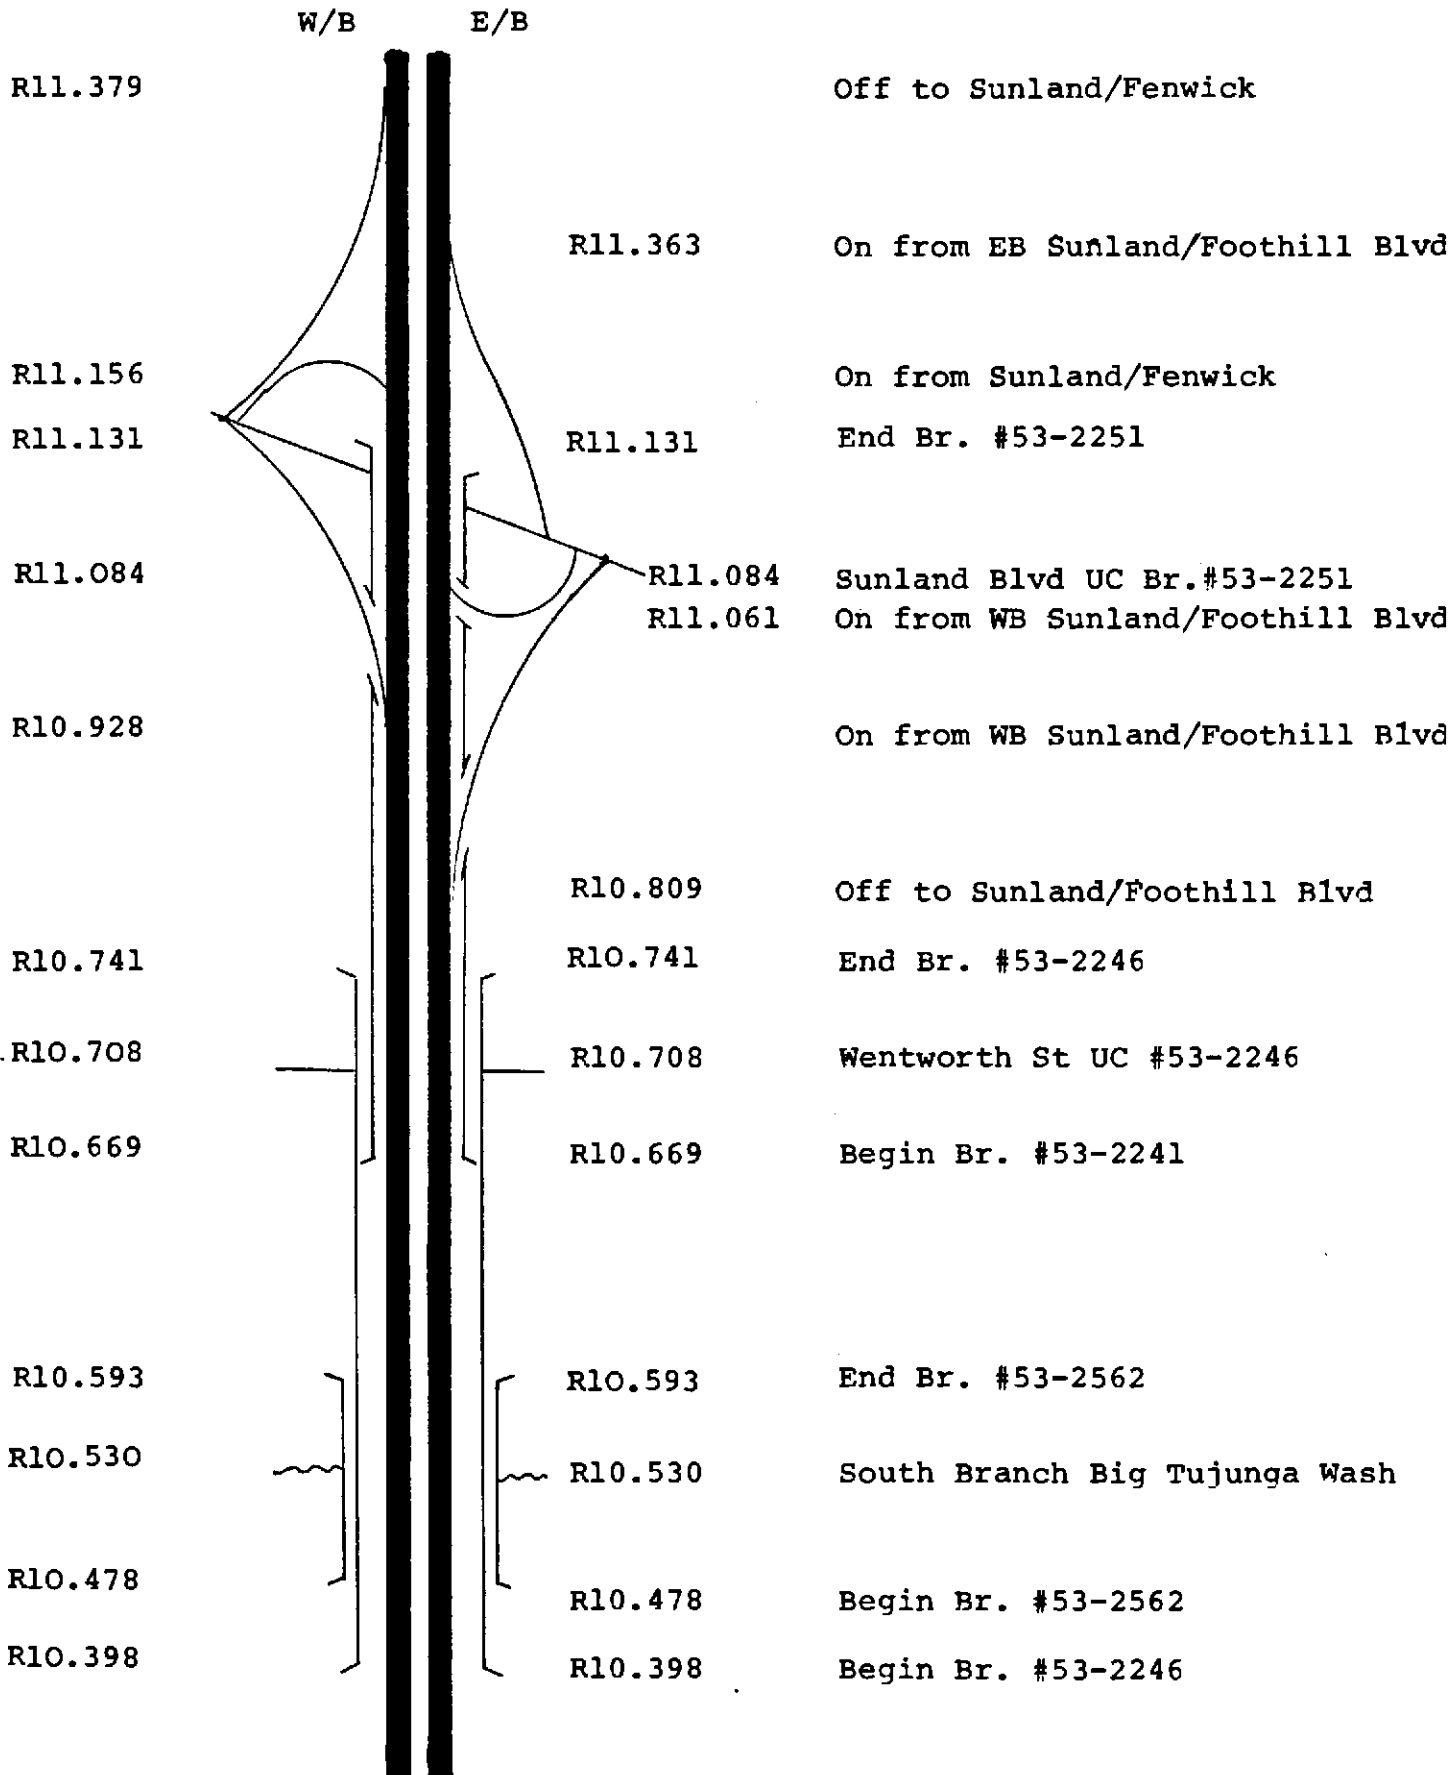 W/B E/B
R11.379 Off to Sunland/Fenwick
R11.363 On from EB Sunland/Foothill Blvd
R11.156 On from Sunland/Fenwick
R11.131 R11.131 End Br. #53-2251
R11.084 R11.084 Sunland Blvd UC Br.#53-2251
R11.061 On from WB Sunland/Foothill Blvd
R10.928 On from WB Sunland/Foothill Blvd
R10.809 Off to Sunland/Foothill Blvd
R10.741 R10.741 End Br. #53-2246
R10.708 R10.708 Wentworth St UC #53-2246
R10.669 R10.669 Begin Br. #53-2241
R10.593 R10.593 End Br. #53-2562
R10.530 R10.530 South Branch Big Tujunga Wash
R10.478 R10.478 Begin Br. #53-2562
R10.398 R10.398 Begin Br. #53-2246